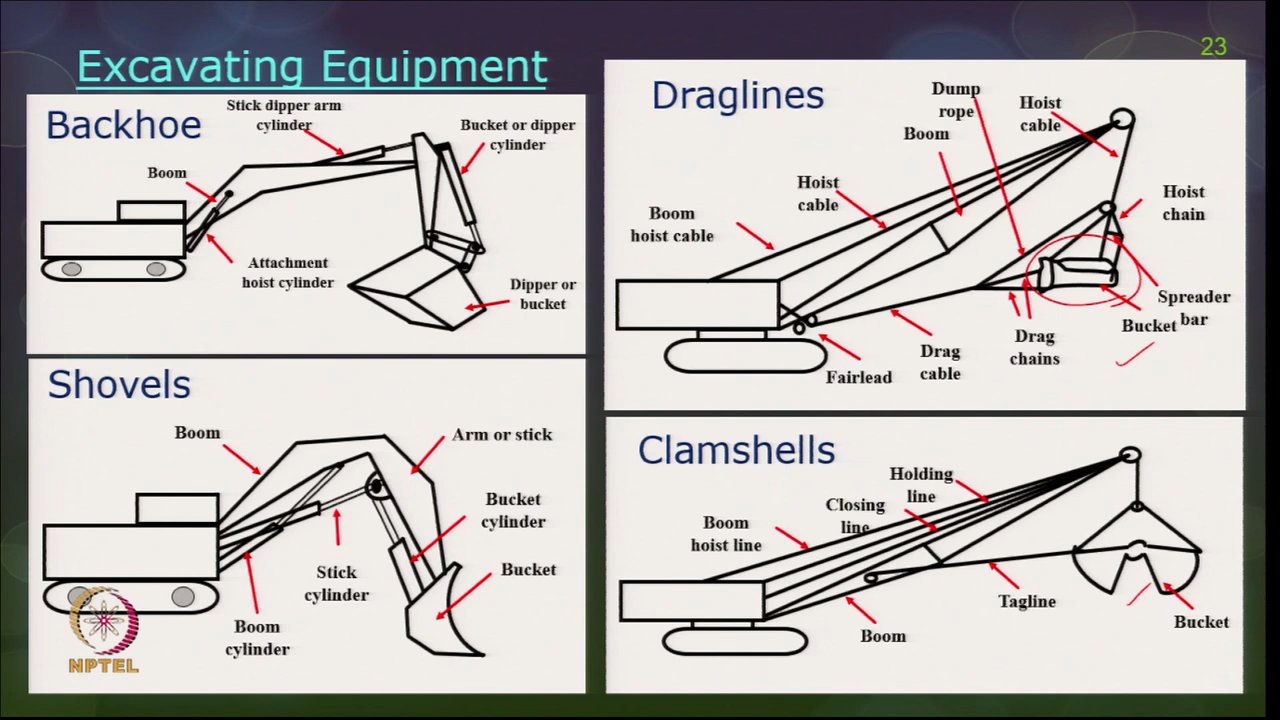 23
Excavating Equipment
Backhoe
Stick dipper arm
cylinder
Bucket or dipper
cylinder
Boom
Attachment
hoist cylinder
Dipper or
bucket
Shovels
Boom
Arm or stick
Bucket
cylinder
Bucket
Stick
cylinder
Boom
cylinder
NPTEL
Draglines
Dump
rope
Hoist
cable
Boom
Hoist
cable
Boom
hoist cable
Hoist
chain
Spreader
bar
Bucket
Drag
chains
Drag
cable
Fairlead
Clamshells
Holding
line
Closing
line
Boom
hoist line
Tagline
Boom
Bucket